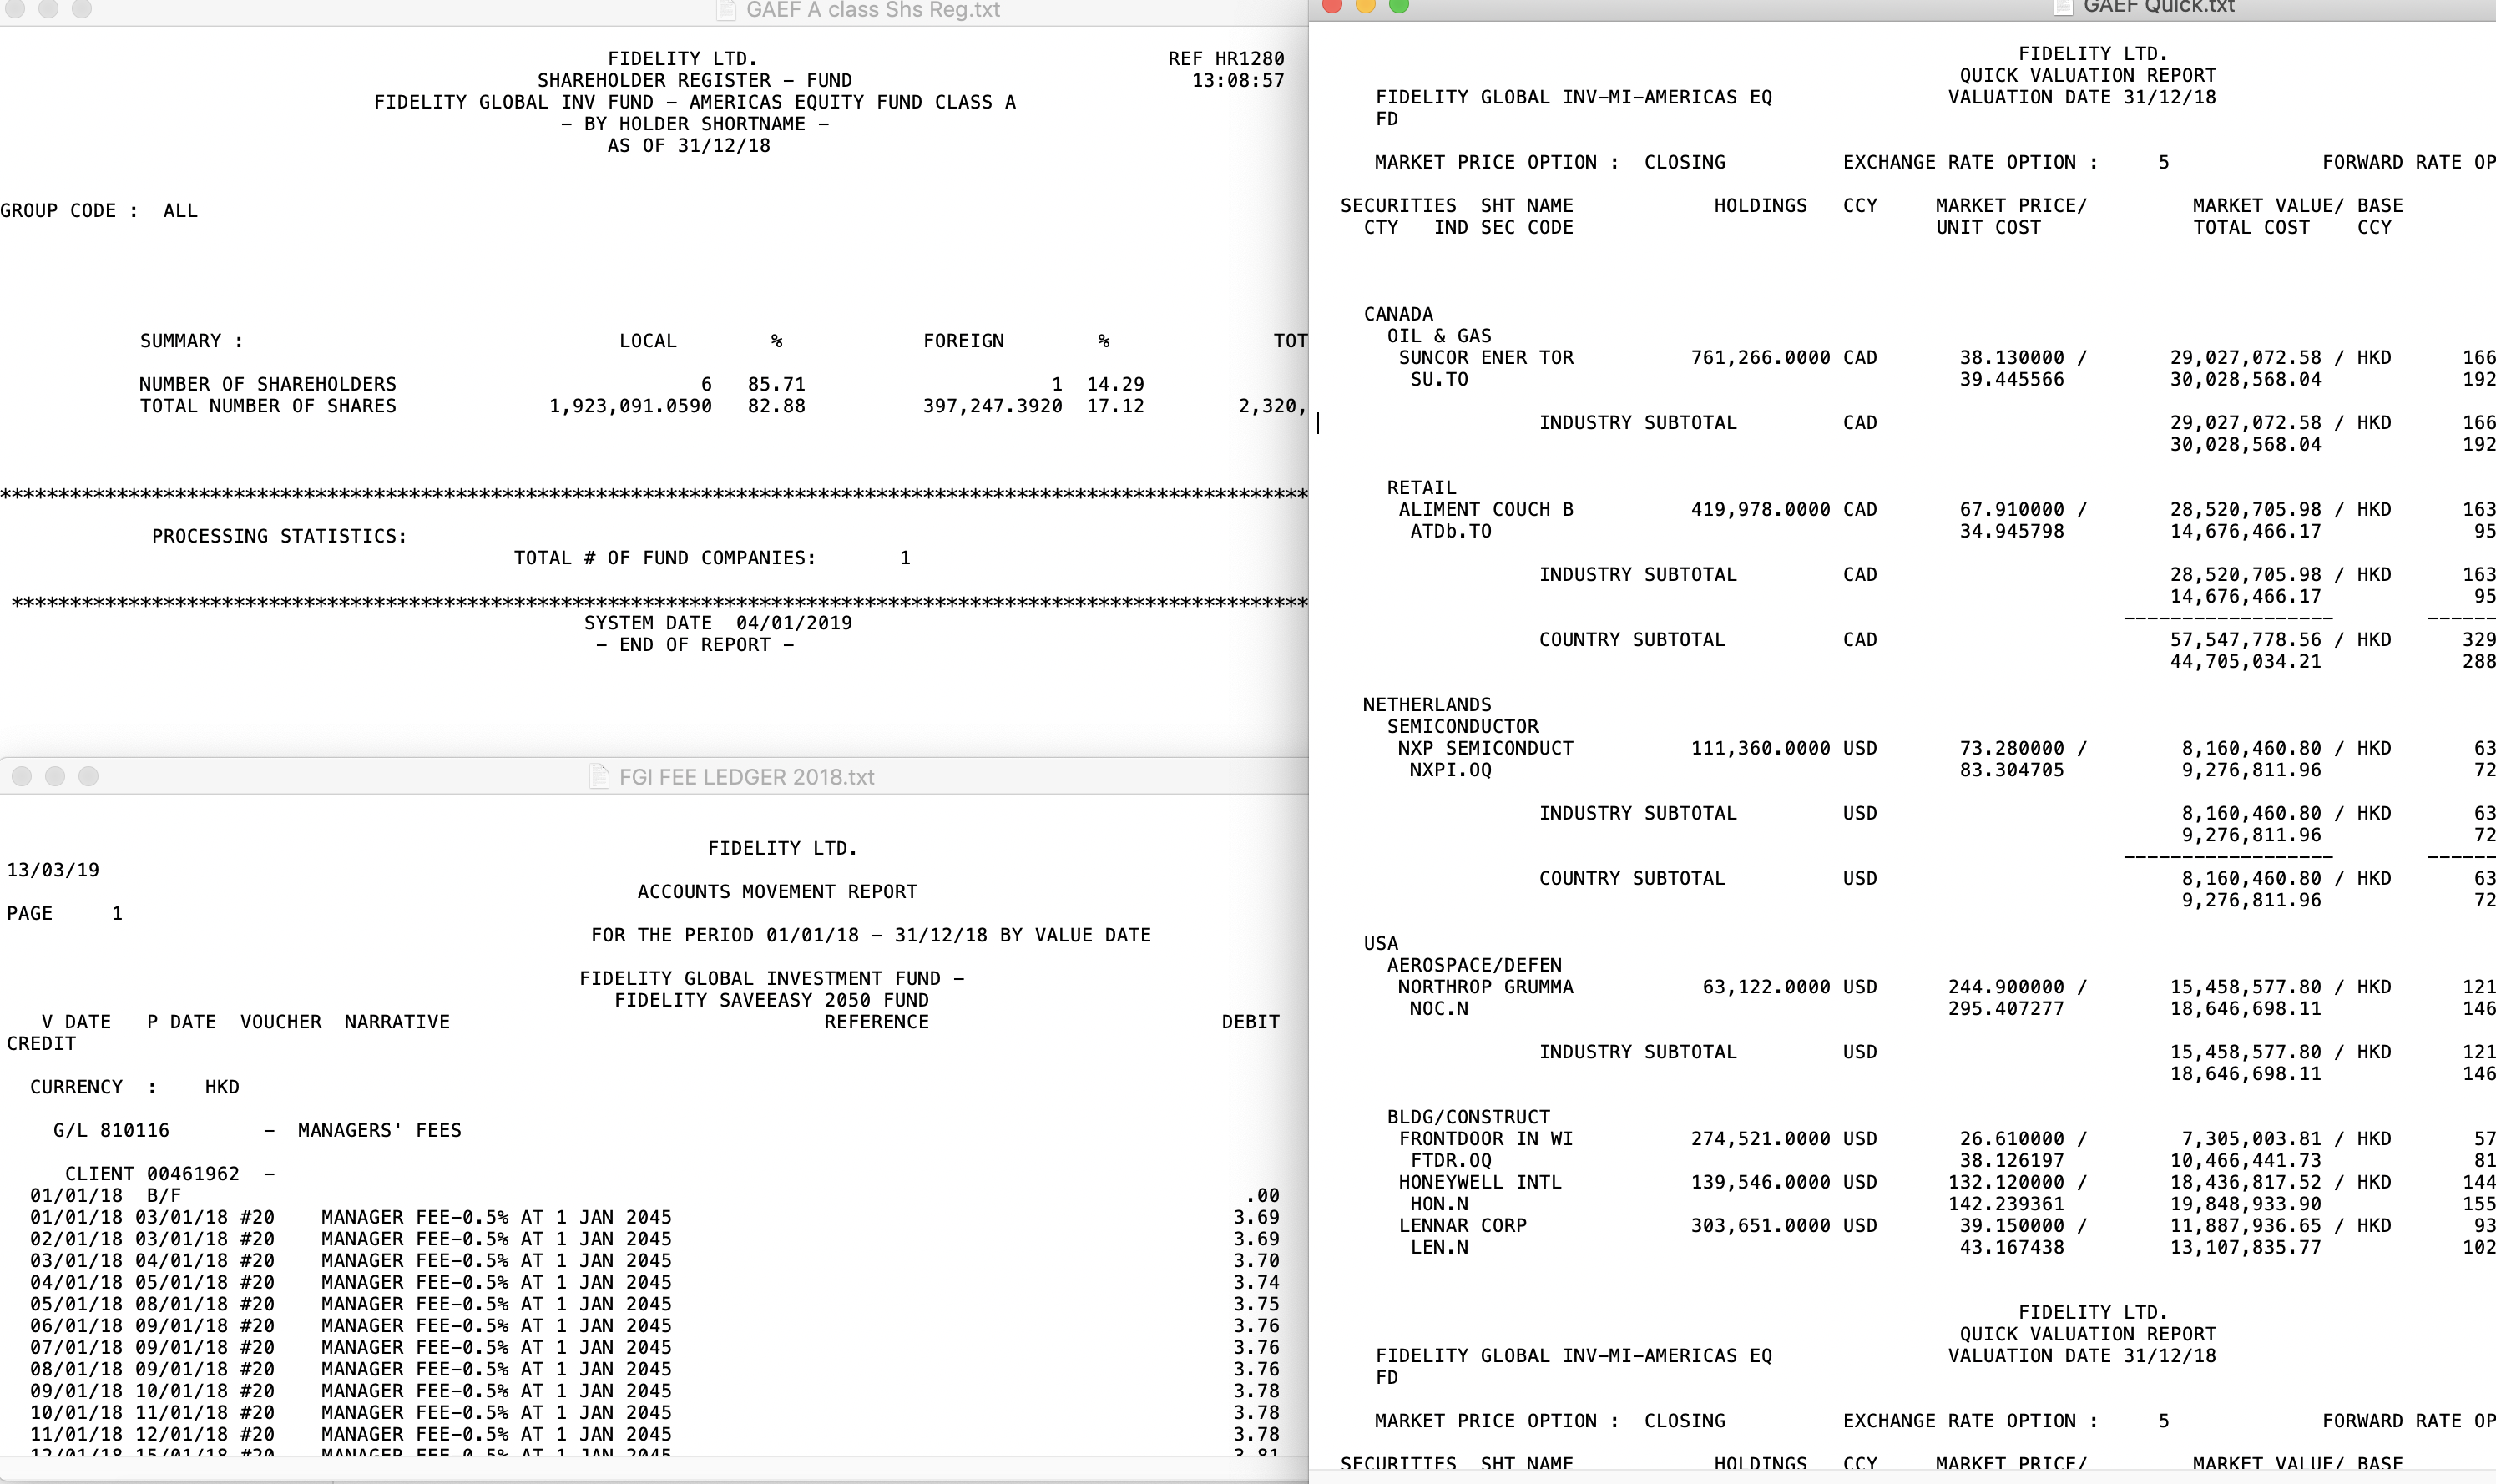 GAEF A class Shs Reg.txt
FIDELITY LTD. REF HR1280
SHAREHOLDER REGISTER – FUND 13:08:57
FIDELITY GLOBAL INV FUND – AMERICAS EQUITY FUND CLASS A
– BY HOLDER SHORTNAME –
AS OF 31/12/18
GROUP CODE : ALL
SUMMARY : LOCAL % FOREIGN % TOT
NUMBER OF SHAREHOLDERS 6 85.71 1 14.29
TOTAL NUMBER OF SHARES 1,923,091.0590 82.88 397,247.3920 17.12 2,320,
****************************************************************************************************************
PROCESSING STATISTICS:
TOTAL # OF FUND COMPANIES: 1
***************************************************************************************************************
SYSTEM DATE 04/01/2019
– END OF REPORT –
FGI FEE LEDGER 2018.txt
FIDELITY LTD.
13/03/19
ACCOUNTS MOVEMENT REPORT
PAGE 1
FOR THE PERIOD 01/01/18 – 31/12/18 BY VALUE DATE
FIDELITY GLOBAL INVESTMENT FUND –
FIDELITY SAVEEASY 2050 FUND
V DATE P DATE VOUCHER NARRATIVE REFERENCE DEBIT
CREDIT
CURRENCY : HKD
G/L 810116 – MANAGERS' FEES
CLIENT 00461962 –
01/01/18 B/F .00
01/01/18 03/01/18 #20 MANAGER FEE–0.5% AT 1 JAN 2045 3.69
02/01/18 03/01/18 #20 MANAGER FEE–0.5% AT 1 JAN 2045 3.69
03/01/18 04/01/18 #20 MANAGER FEE–0.5% AT 1 JAN 2045 3.70
04/01/18 05/01/18 #20 MANAGER FEE–0.5% AT 1 JAN 2045 3.74
05/01/18 08/01/18 #20 MANAGER FEE–0.5% AT 1 JAN 2045 3.75
06/01/18 09/01/18 #20 MANAGER FEE–0.5% AT 1 JAN 2045 3.76
07/01/18 09/01/18 #20 MANAGER FEE–0.5% AT 1 JAN 2045 3.76
08/01/18 09/01/18 #20 MANAGER FEE–0.5% AT 1 JAN 2045 3.76
09/01/18 10/01/18 #20 MANAGER FEE–0.5% AT 1 JAN 2045 3.78
10/01/18 11/01/18 #20 MANAGER FEE–0.5% AT 1 JAN 2045 3.78
11/01/18 12/01/18 #20 MANAGER FEE–0.5% AT 1 JAN 2045 3.78
12/01/18 15/01/18 #20 MANAGER FEE–0.5% AT 1 JAN 2045 3.81
GAEF Quick.txt
FIDELITY LTD.
QUICK VALUATION REPORT
FIDELITY GLOBAL INV–MI–AMERICAS EQ VALUATION DATE 31/12/18
FD
MARKET PRICE OPTION : CLOSING EXCHANGE RATE OPTION : 5 FORWARD RATE OP
SECURITIES SHT NAME HOLDINGS CCY MARKET PRICE/ MARKET VALUE/ BASE
CTY IND SEC CODE UNIT COST TOTAL COST CCY
CANADA
OIL & GAS
SUNCOR ENER TOR 761,266.0000 CAD 38.130000 / 29,027,072.58 / HKD 166
SU.TO 39.445566 30,028,568.04 192
INDUSTRY SUBTOTAL CAD 29,027,072.58 / HKD 166
30,028,568.04 192
RETAIL
ALIMENT COUCH B 419,978.0000 CAD 67.910000 / 28,520,705.98 / HKD 163
ATDb.TO 34.945798 14,676,466.17 95
INDUSTRY SUBTOTAL CAD 28,520,705.98 / HKD 163
14,676,466.17 95
–––––––––––––––––– ––––––
COUNTRY SUBTOTAL CAD 57,547,778.56 / HKD 329
44,705,034.21 288
NETHERLANDS
SEMICONDUCTOR
NXP SEMICONDUCT 111,360.0000 USD 73.280000 / 8,160,460.80 / HKD 63
NXPI.OQ 83.304705 9,276,811.96 72
INDUSTRY SUBTOTAL USD 8,160,460.80 / HKD 63
9,276,811.96 72
–––––––––––––––––– ––––––
COUNTRY SUBTOTAL USD 8,160,460.80 / HKD 63
9,276,811.96 72
USA
AEROSPACE/DEFEN
NORTHROP GRUMMA 63,122.0000 USD 244.900000 / 15,458,577.80 / HKD 121
NOC.N 295.407277 18,646,698.11 146
INDUSTRY SUBTOTAL USD 15,458,577.80 / HKD 121
18,646,698.11 146
BLDG/CONSTRUCT
FRONTDOOR IN WI 274,521.0000 USD 26.610000 / 7,305,003.81 / HKD 57
FTDR.OQ 38.126197 10,466,441.73 81
HONEYWELL INTL 139,546.0000 USD 132.120000 / 18,436,817.52 / HKD 144
HON.N 142.239361 19,848,933.90 155
LENNAR CORP 303,651.0000 USD 39.150000 / 11,887,936.65 / HKD 93
LEN.N 43.167438 13,107,835.77 102
FIDELITY LTD.
QUICK VALUATION REPORT
FIDELITY GLOBAL INV–MI–AMERICAS EQ VALUATION DATE 31/12/18
FD
MARKET PRICE OPTION : CLOSING EXCHANGE RATE OPTION : 5 FORWARD RATE OP
SECURITIES SHT NAME HOLDINGS CCY MARKET PRICE/ MARKET VALUE/ BASE